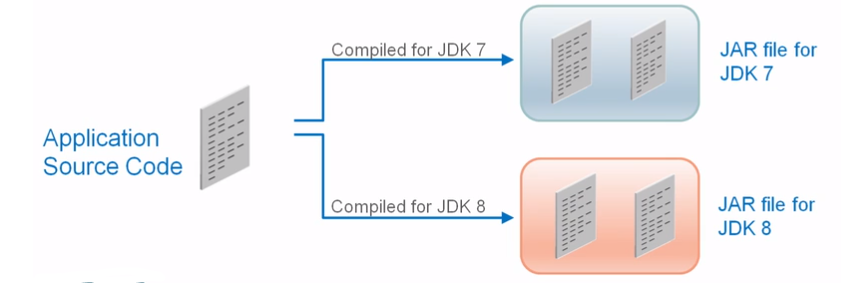 Compiled for JDK 7
JAR file for
JDK 7
Application
Source Code
Compiled for JDK 8
JAR file for
JDK 8